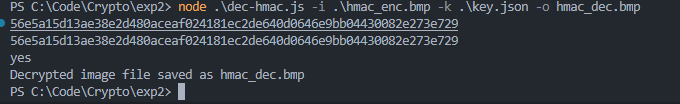 PS C:\Code\Crypto\exp2> node .\dec-hmac.js -i .\hmac_enc.bmp -k .\key.json -o hmac_dec.bmp
56e5a15d13ae38e2d480aceaf024181ec2de640d0646e9bb04430082e273e729
56e5a15d13ae38e2d480aceaf024181ec2de640d0646e9bb04430082e273e729
yes
Decrypted image file saved as hmac_dec.bmp
PS C:\Code\Crypto\exp2>